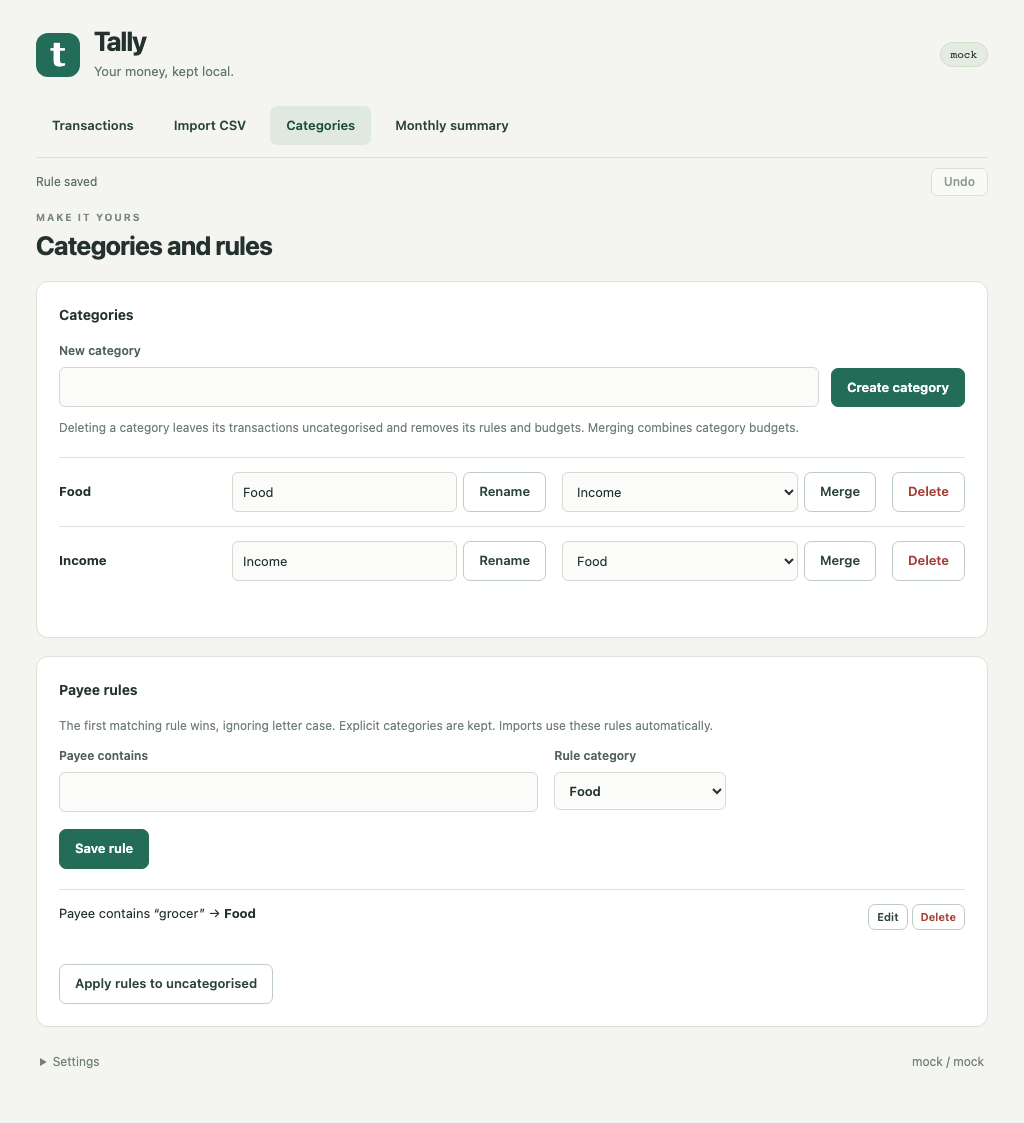 t
Tally
Your money, kept local.
mock
Transactions Import CSV Categories Monthly summary
Rule saved Undo
MAKE IT YOURS
Categories and rules
Categories
New category
Create category
Deleting a category leaves its transactions uncategorised and removes its rules and budgets. Merging combines category budgets.
Food Food Rename Income Merge Delete
Income Income Rename Food Merge Delete
Payee rules
The first matching rule wins, ignoring letter case. Explicit categories are kept. Imports use these rules automatically.
Payee contains Rule category
Food
Save rule
Payee contains “grocer” → Food Edit Delete
Apply rules to uncategorised
Settings mock / mock